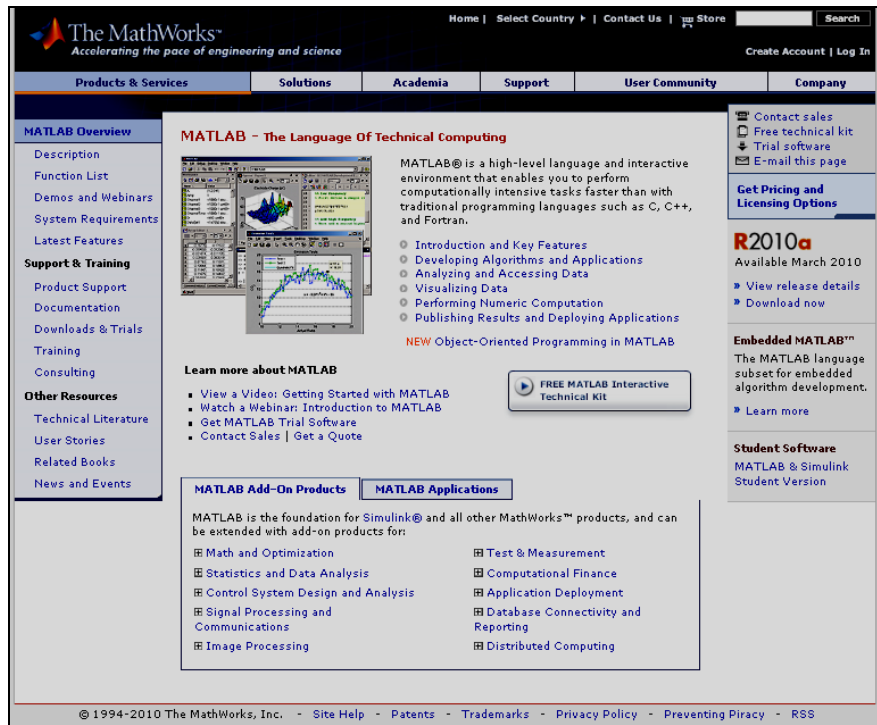 The MathWorks™
Accelerating the pace of engineering and science
Home | Select Country | Contact Us | Store Search
Create Account | Log In
Products & Services Solutions Academia Support User Community Company
MATLAB Overview
Description
Function List
Demos and Webinars
System Requirements
Latest Features
Support & Training
Product Support
Documentation
Downloads & Trials
Training
Consulting
Other Resources
Technical Literature
User Stories
Related Books
News and Events
MATLAB - The Language Of Technical Computing
MATLAB® is a high-level language and interactive
environment that enables you to perform
computationally intensive tasks faster than with
traditional programming languages such as C, C++,
and Fortran.
Introduction and Key Features
Developing Algorithms and Applications
Analyzing and Accessing Data
Visualizing Data
Performing Numeric Computation
Publishing Results and Deploying Applications
NEW Object-Oriented Programming in MATLAB
Learn more about MATLAB
View a Video: Getting Started with MATLAB
Watch a Webinar: Introduction to MATLAB
Get MATLAB Trial Software
Contact Sales | Get a Quote
FREE MATLAB Interactive
Technical Kit
MATLAB Add-On Products MATLAB Applications
MATLAB is the foundation for Simulink® and all other MathWorks™ products, and can
be extended with add-on products for:
Math and Optimization
Statistics and Data Analysis
Control System Design and Analysis
Signal Processing and
Communications
Image Processing
Test & Measurement
Computational Finance
Application Deployment
Database Connectivity and
Reporting
Distributed Computing
Contact sales
Free technical kit
Trial software
E-mail this page
Get Pricing and
Licensing Options
R2010a
Available March 2010
» View release details
» Download now
Embedded MATLAB™
The MATLAB language
subset for embedded
algorithm development.
» Learn more
Student Software
MATLAB & Simulink
Student Version
© 1994-2010 The MathWorks, Inc. - Site Help - Patents - Trademarks - Privacy Policy - Preventing Piracy - RSS